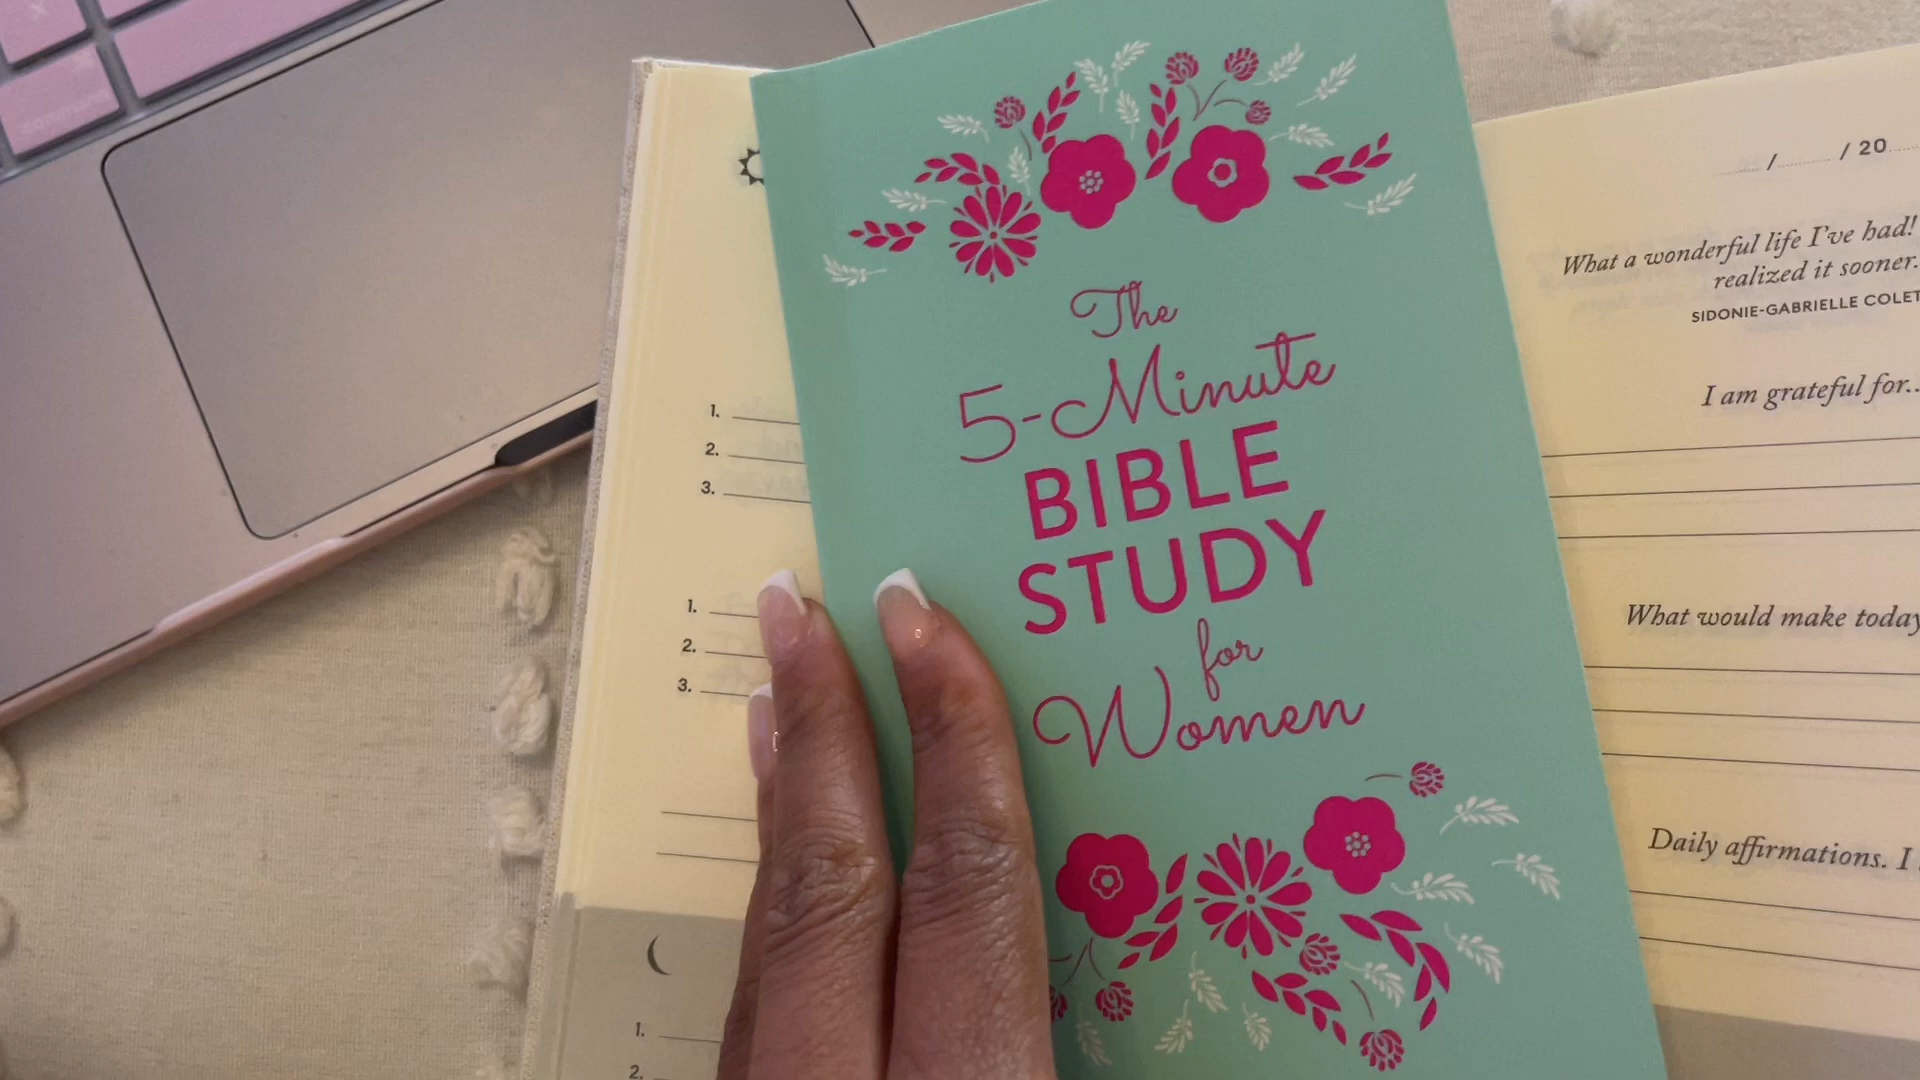 The
5-Minute
BIBLE
STUDY
for
Women
1.
2.
3.
1.
2.
3.
1.
2.
/ / 20
What a wonderful life I've had!
realized it sooner.
SIDONIE-GABRIELLE COLET
I am grateful for...
What would make today
Daily affirmations. I